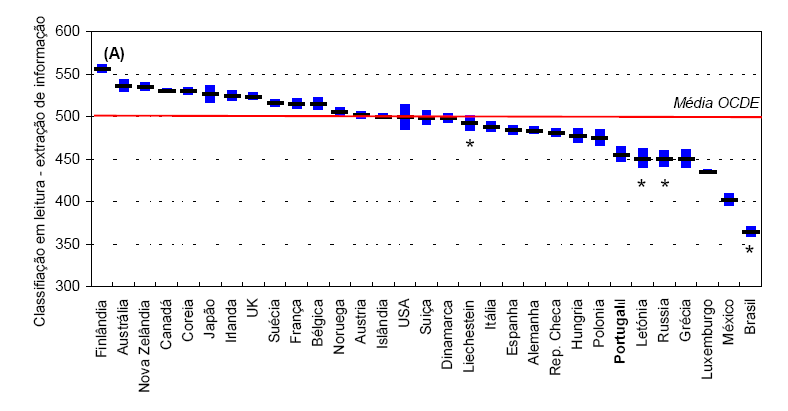 Classifiação em leitura - extração de informação
600
550
500
450
400
350
300
(A)
Média OCDE
*
*
*
*
Finlândia
Austrália
Nova Zelândia
Canadá
Coreia
Japão
Irlanda
UK
Suécia
França
Bélgica
Noruega
Austria
Islândia
USA
Suiça
Dinamarca
Liechestein
Itália
Espanha
Alemanha
Rep. Checa
Hungria
Polonia
Portugall
Letónia
Russia
Grécia
Luxemburgo
México
Brasil